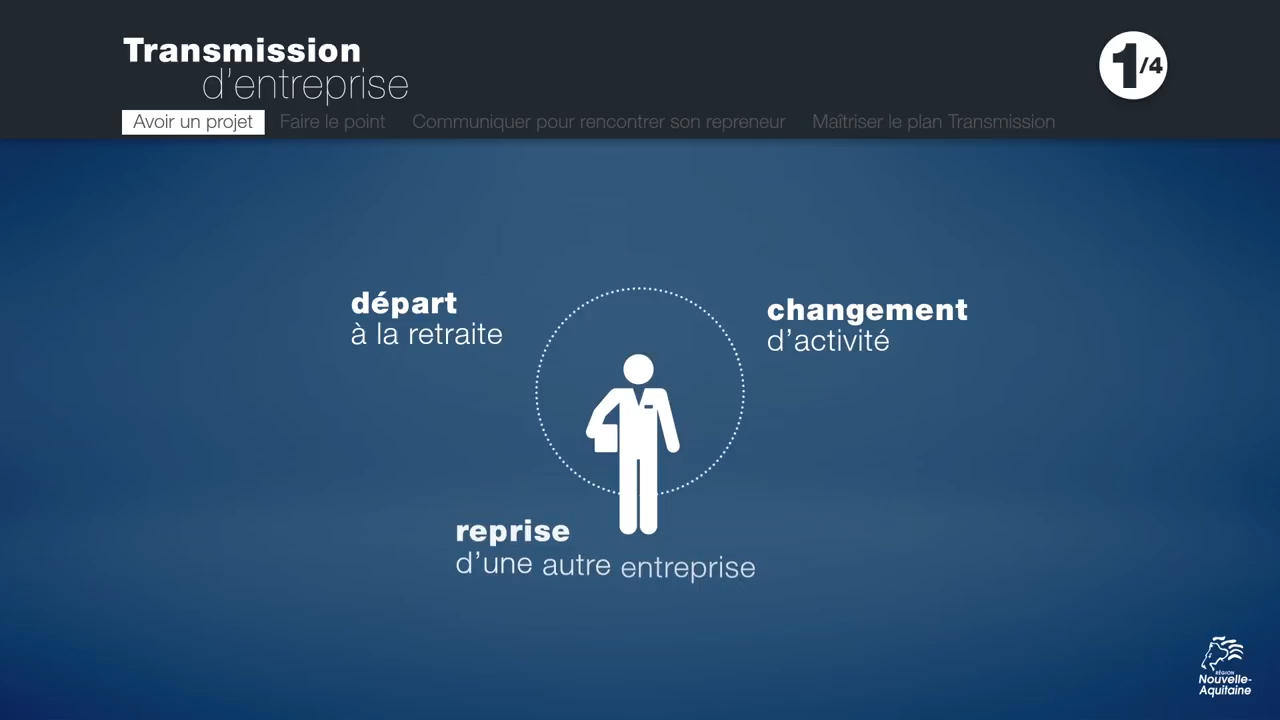 Transmission
d'entreprise
1/4
Avoir un projet
Faire le point
Communiquer pour rencontrer son repreneur
Maîtriser le plan Transmission
départ
à la retraite
changement
d'activité
reprise
d'une autre entreprise
RÉGION
Nouvelle-
Aquitaine